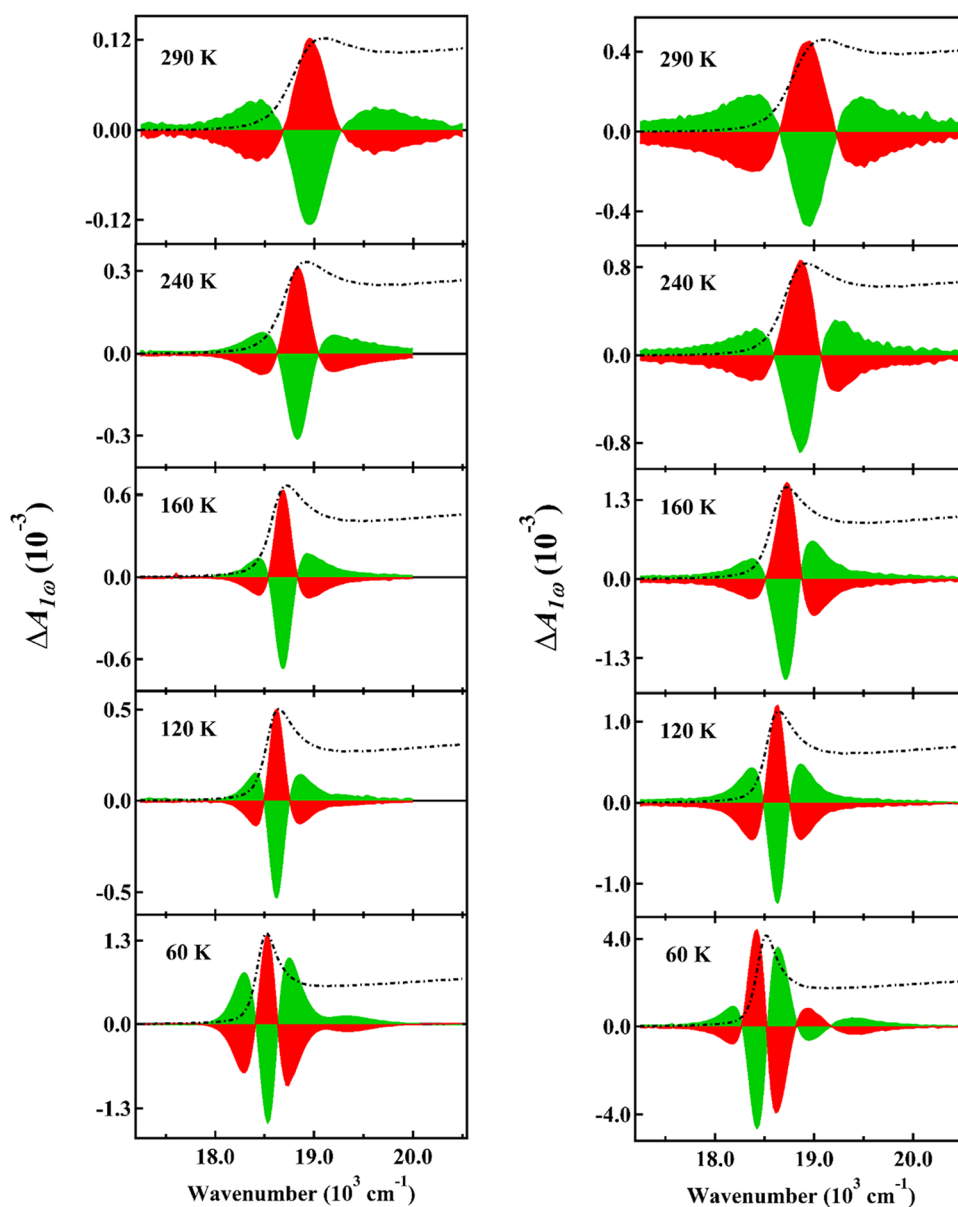 0.12
290 K
0.00
-0.12
0.3
240 K
0.0
-0.3
0.6
160 K
0.0
-0.6
0.5
120 K
0.0
-0.5
1.3
60 K
0.0
-1.3
18.0 19.0 20.0
Wavenumber (10³ cm⁻¹)
ΔA₁ω (10⁻³)
0.4
290 K
0.0
-0.4
0.8
240 K
0.0
-0.8
1.3
160 K
0.0
-1.3
1.0
120 K
0.0
-1.0
4.0
60 K
0.0
-4.0
18.0 19.0 20.0
Wavenumber (10³ cm⁻¹)
ΔA₁ω (10⁻³)